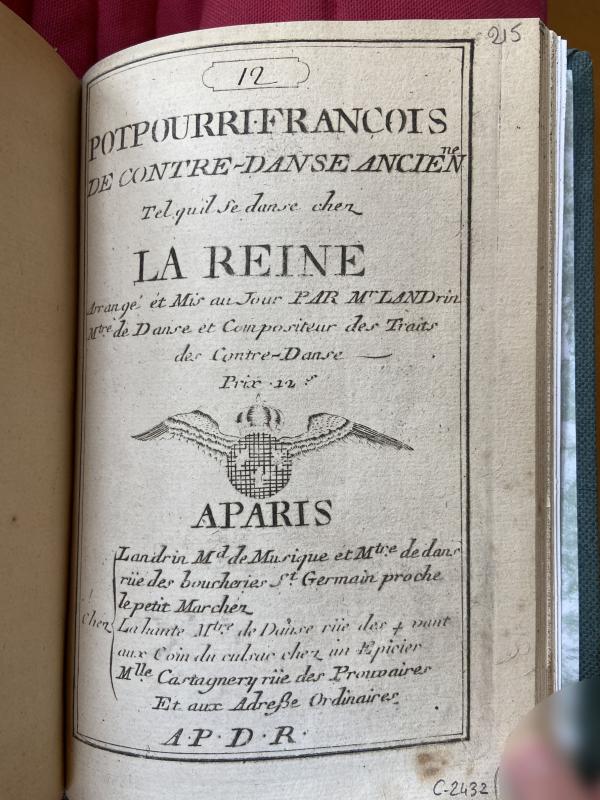 215
12
POTPOURRI·FRANÇOIS
DE CONTRE-DANSE ANCIENne
Tel quil se danse chez
LA REINE
Arrangé ét Mis au Jour PAR Mr LANDrin
Mtre de Danse et Compositeur des Traits
des Contre-Danse
Prix 12 s
APARIS
Landrin Md de Musique et Mtre de dans
rüe des boucheries St Germain proche
le petit Marchez
chez
Lahante Mtre de Danse rüe des 4 vant
aux Coin du culsac chez un Epicier
Mlle Castagnery rüe des Prouvaires
Et aux Adreße Ordinaires
A·P·D·R·
C-2432